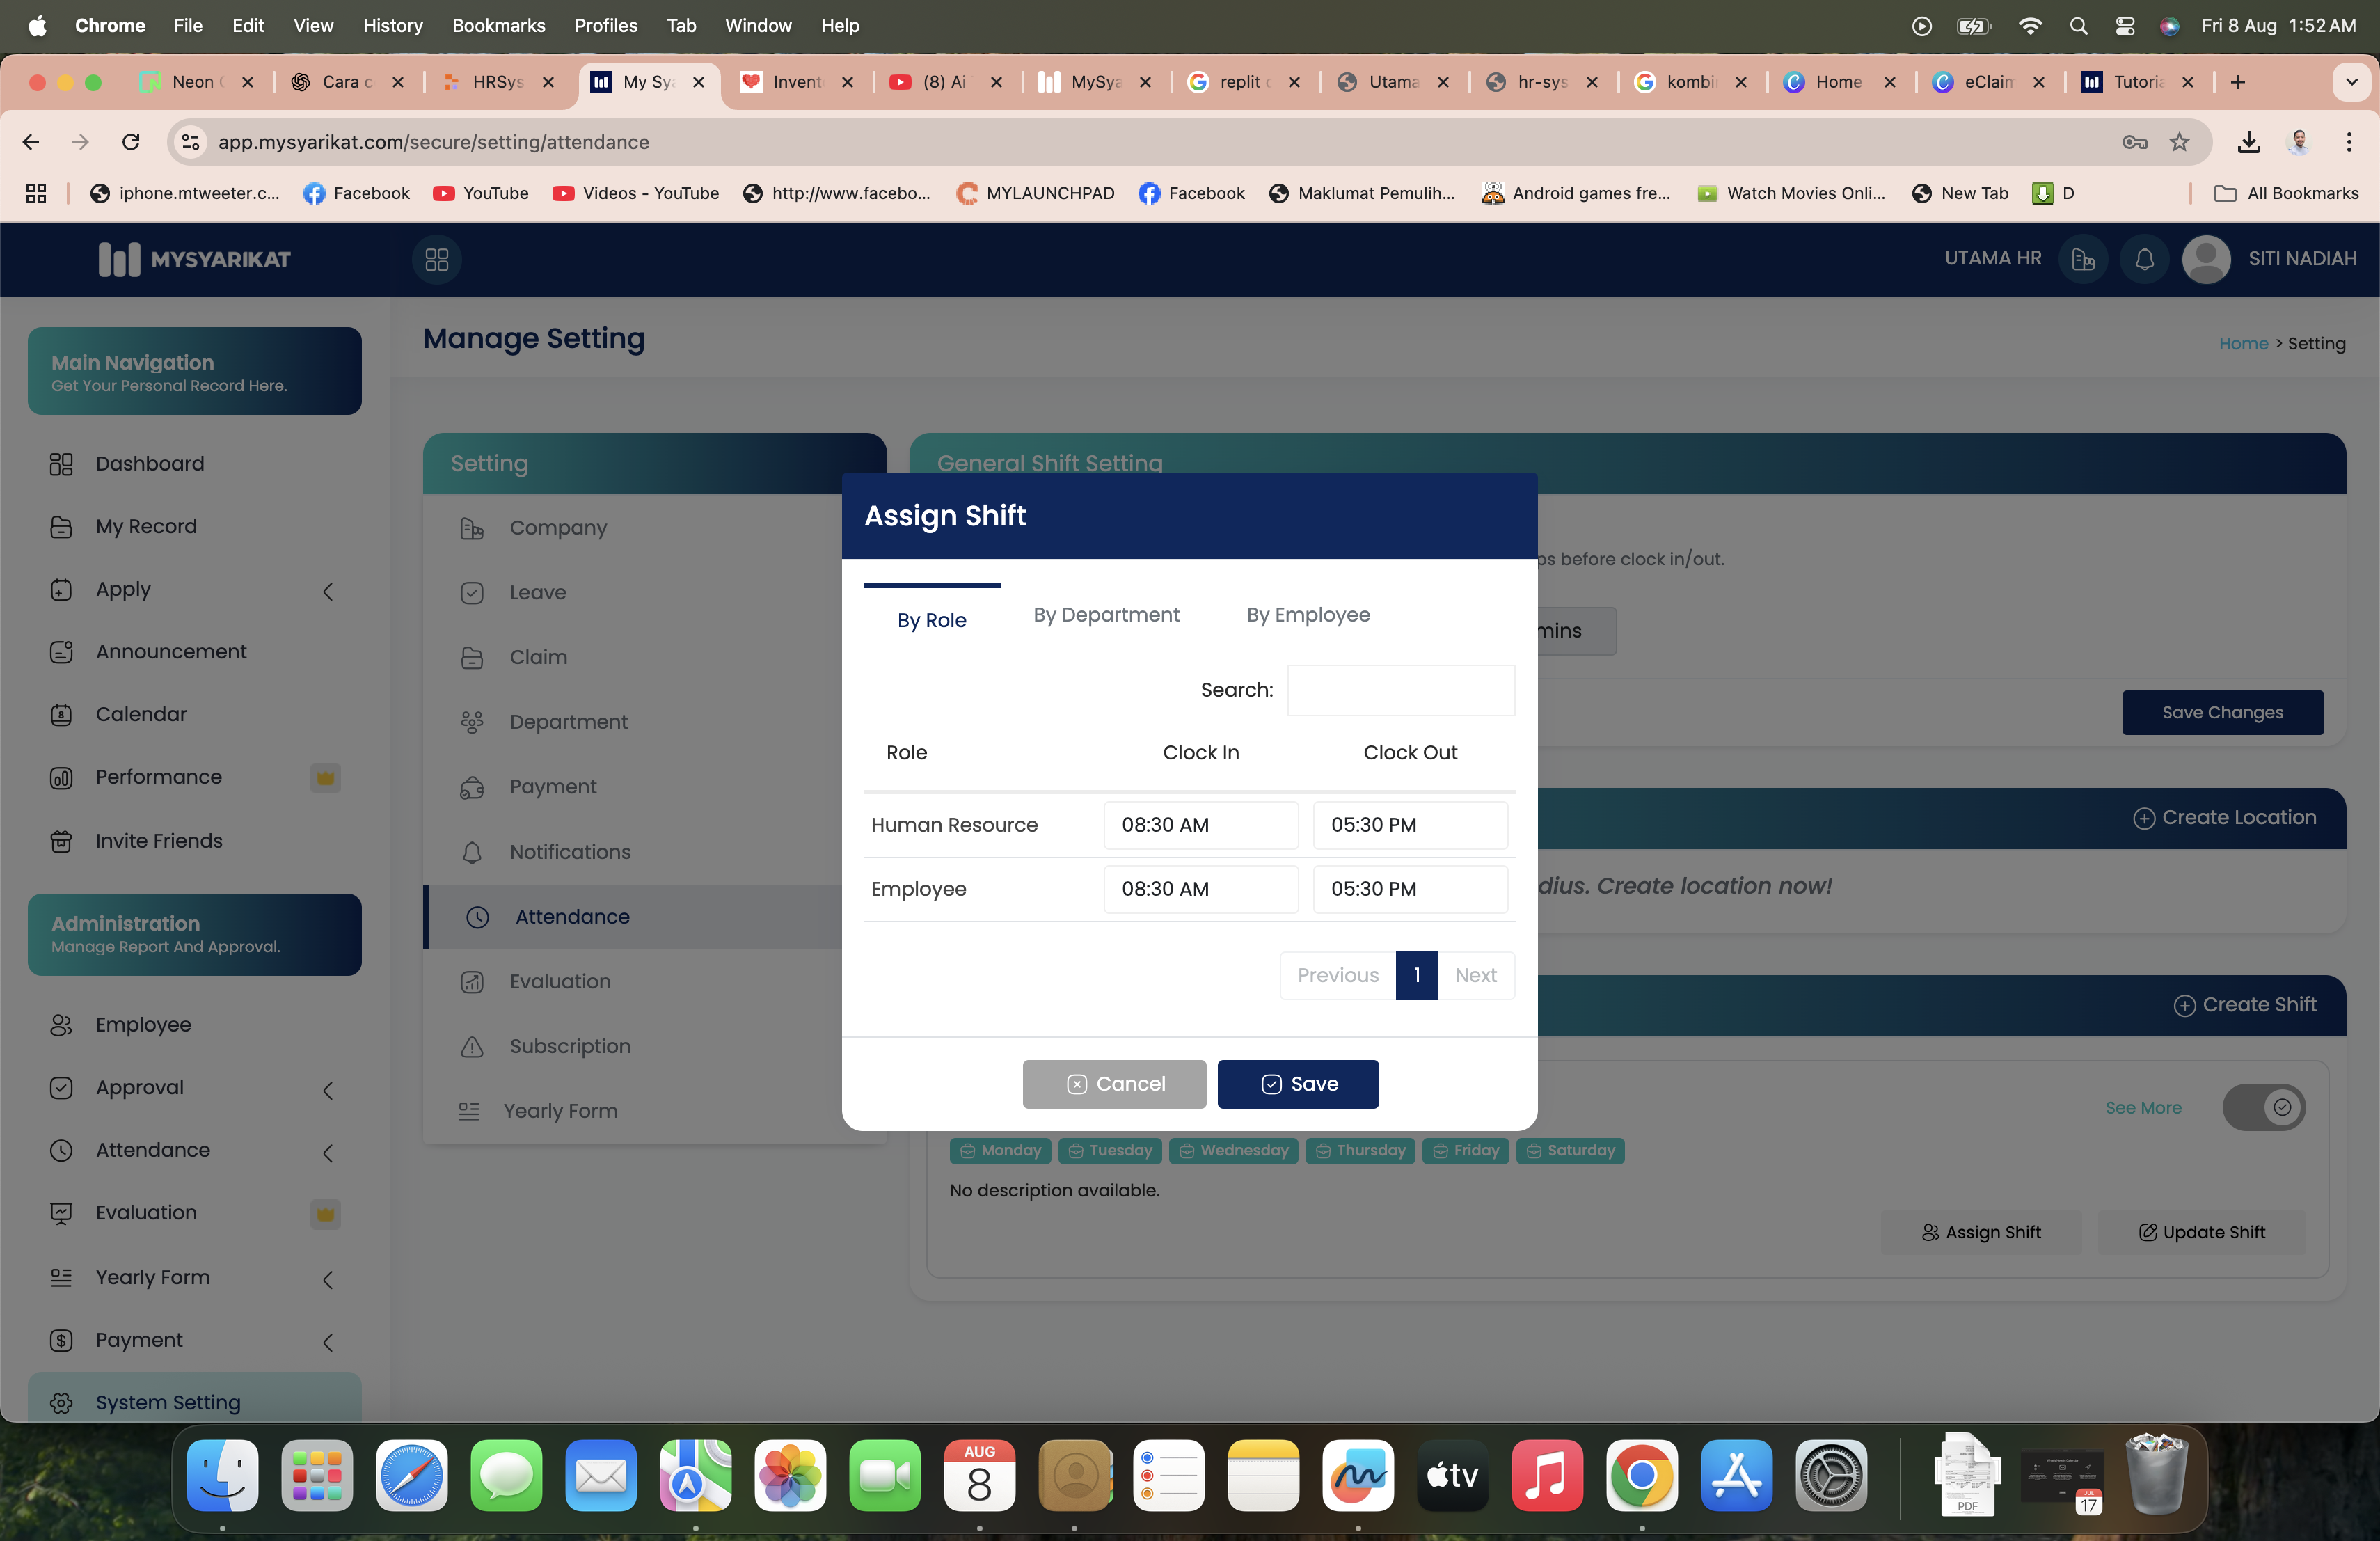 Chrome File Edit View History Bookmarks Profiles Tab Window Help Fri 8 Aug 1:52 AM
Neon Cara c HRSys My Sya Invent (8) Ai MySya replit Utama hr-sys kombi Home eClaim Tutoria
app.mysyarikat.com/secure/setting/attendance
iphone.mtweeter.c... Facebook YouTube Videos - YouTube http://www.facebo... MYLAUNCHPAD Facebook Maklumat Pemulih... Android games fre... Watch Movies Onli... New Tab D All Bookmarks
MYSYARIKAT UTAMA HR SITI NADIAH
Manage Setting
Home > Setting
Main Navigation
Get Your Personal Record Here.
Dashboard
My Record
Apply
Announcement
Calendar
Performance
Invite Friends
Administration
Manage Report And Approval.
Employee
Approval
Attendance
Evaluation
Yearly Form
Payment
System Setting
Setting
Company
Leave
Claim
Department
Payment
Notifications
Attendance
Evaluation
Subscription
Yearly Form
General Shift Setting
ps before clock in/out.
mins
Save Changes
Create Location
dius. Create location now!
Create Shift
See More
Assign Shift
By Role By Department By Employee
Search:
Role Clock In Clock Out
Human Resource 08:30 AM 05:30 PM
Employee 08:30 AM 05:30 PM
Previous 1 Next
Cancel Save
Monday Tuesday Wednesday Thursday Friday Saturday
No description available.
Assign Shift Update Shift
AUG
8
tv
PDF
JUL
17